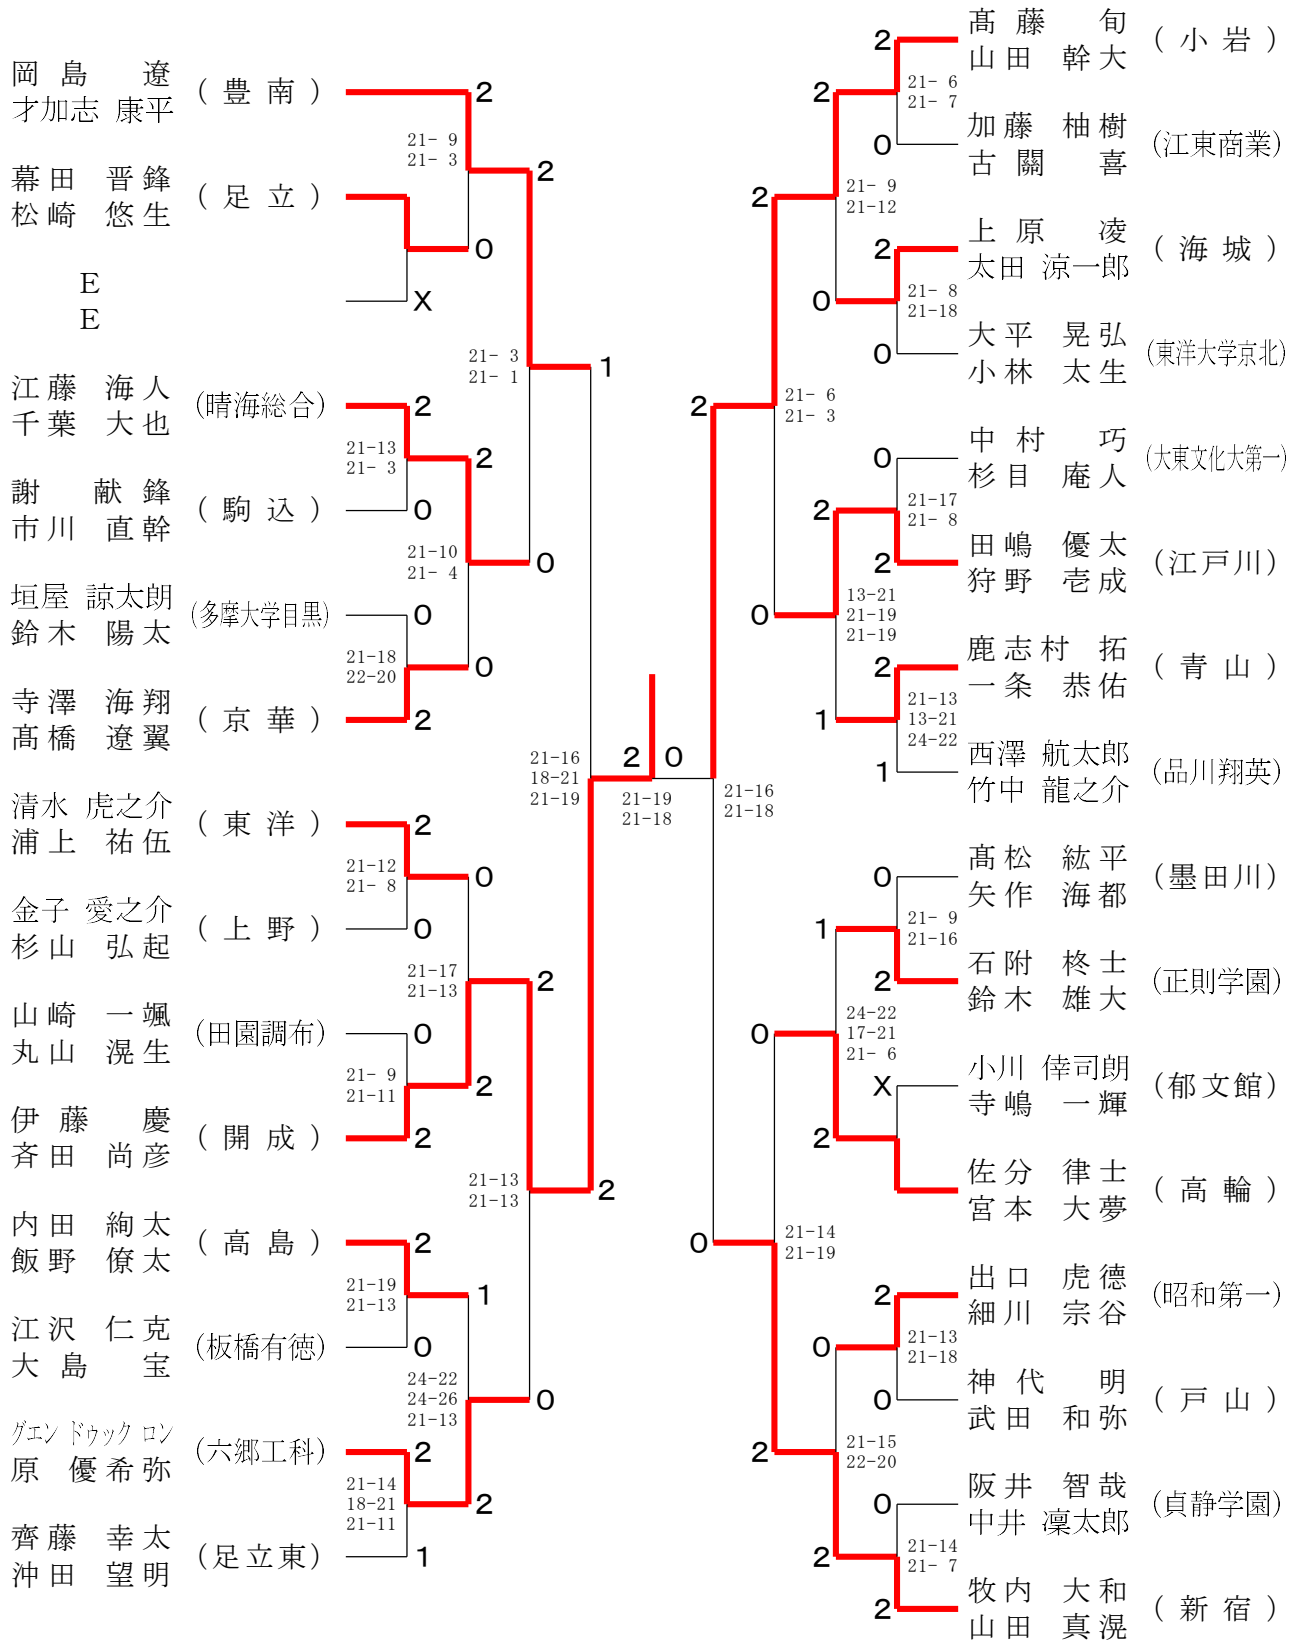 岡島 遼
才加志 康平
(豊南)
2
21- 9
21- 3
2
幕田 晋鋒
松崎 悠生
(足立)
0
E
E
X
21- 3
21- 1
1
江藤 海人
千葉 大也
(晴海総合)
2
21-13
21- 3
2
謝 献鋒
市川 直幹
(駒込)
0
21-10
21- 4
0
垣屋 諒太朗
鈴木 陽太
(多摩大学目黒)
0
21-18
22-20
0
寺澤 海翔
髙橋 遼翼
(京華)
2
21-16
18-21
21-19
清水 虎之介
浦上 祐伍
(東洋)
2
21-12
21- 8
0
金子 愛之介
杉山 弘起
(上野)
0
21-17
21-13
2
山崎 一颯
丸山 滉生
(田園調布)
0
21- 9
21-11
2
伊藤 慶
斉田 尚彦
(開成)
2
21-13
21-13
2
内田 絢太
飯野 僚太
(高島)
2
21-19
21-13
1
江沢 仁克
大島 宝
(板橋有徳)
0
24-22
24-26
21-13
0
グエン ドゥック ロン
原 優希弥
(六郷工科)
2
21-14
18-21
21-11
2
齊藤 幸太
沖田 望明
(足立東)
1
2 0
21-19
21-18
髙藤 旬
山田 幹大
(小岩)
2
21- 6
21- 7
2
加藤 柚樹
古關 喜
(江東商業)
0
21- 9
21-12
2
上原 凌
太田 涼一郎
(海城)
2
21- 8
21-18
0
大平 晃弘
小林 太生
(東洋大学京北)
0
21- 6
21- 3
2
中村 巧
杉目 庵人
(大東文化大第一)
0
21-17
21- 8
2
田嶋 優太
狩野 壱成
(江戸川)
2
13-21
21-19
21-19
0
鹿志村 拓
一条 恭佑
(青山)
2
21-13
13-21
24-22
1
西澤 航太郎
竹中 龍之介
(品川翔英)
1
21-16
21-18
髙松 紘平
矢作 海都
(墨田川)
0
21- 9
21-16
1
石附 柊士
鈴木 雄大
(正則学園)
2
24-22
17-21
21- 6
0
小川 倖司朗
寺嶋 一輝
(郁文館)
X
2
佐分 律士
宮本 大夢
(高輪)
21-14
21-19
0
出口 虎徳
細川 宗谷
(昭和第一)
2
21-13
21-18
0
神代 明
武田 和弥
(戸山)
0
21-15
22-20
2
阪井 智哉
中井 凜太郎
(貞静学園)
0
21-14
21- 7
2
牧内 大和
山田 真滉
(新宿)
2